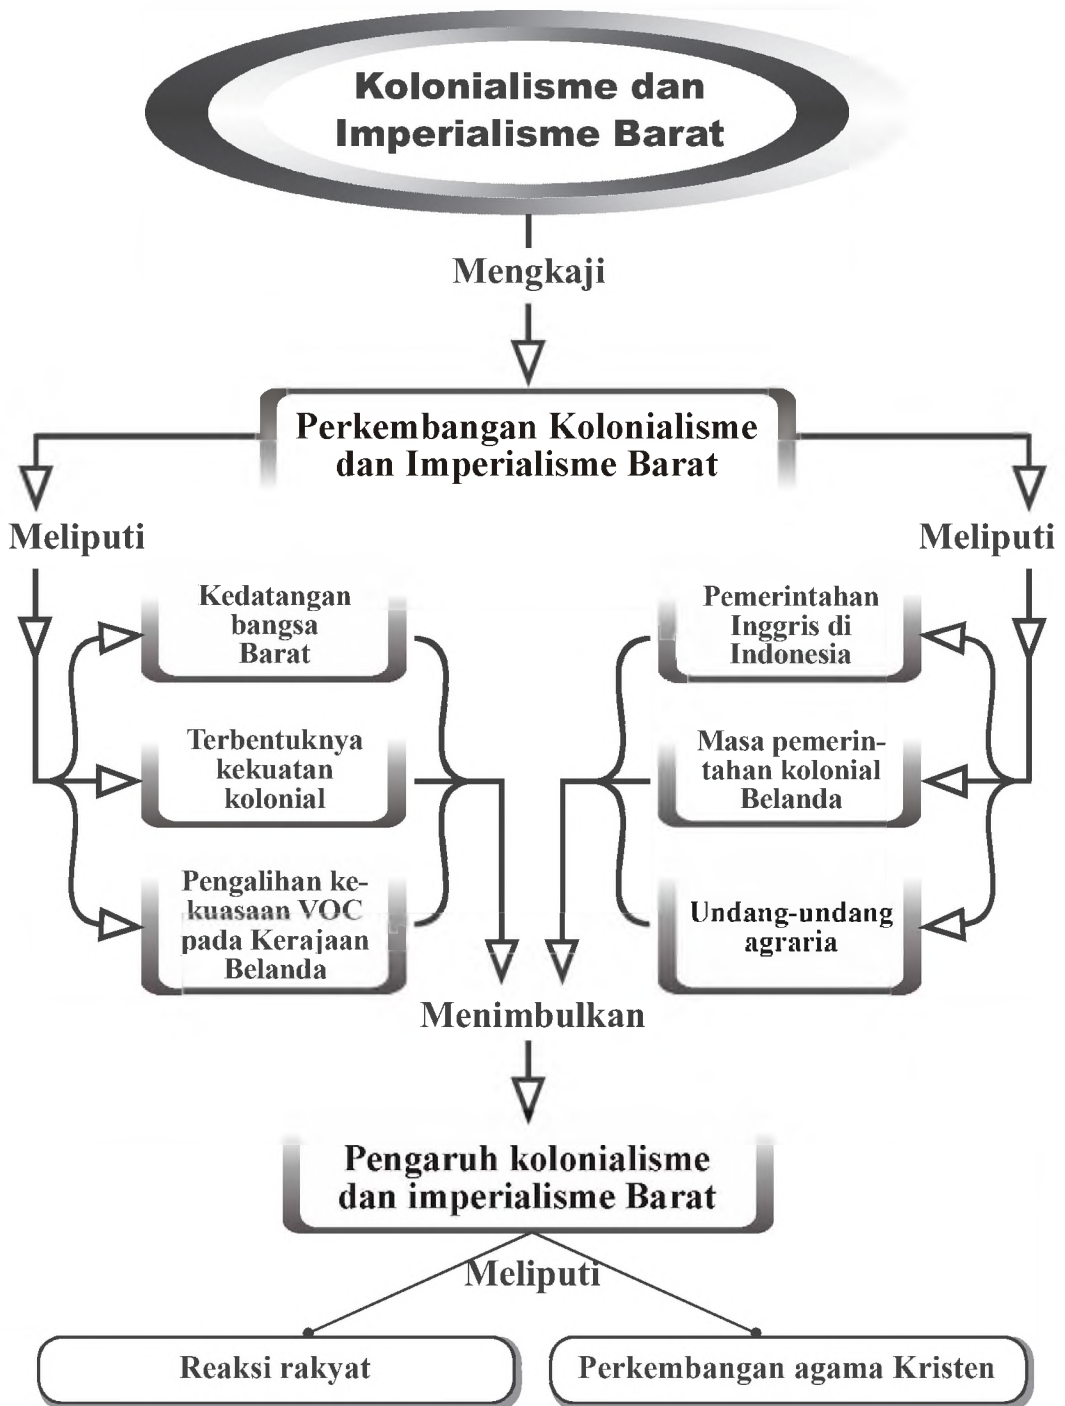 Kolonialisme dan
Imperialisme Barat
Mengkaji
Perkembangan Kolonialisme
dan Imperialisme Barat
Meliputi
Meliputi
Kedatangan
bangsa
Barat
Terbentuknya
kekuatan
kolonial
Pengalihan ke-
kuasaan VOC
pada Kerajaan
Belanda
Pemerintahan
Inggris di
Indonesia
Masa pemerin-
tahan kolonial
Belanda
Undang-undang
agraria
Menimbulkan
Pengaruh kolonialisme
dan imperialisme Barat
Meliputi
Reaksi rakyat
Perkembangan agama Kristen